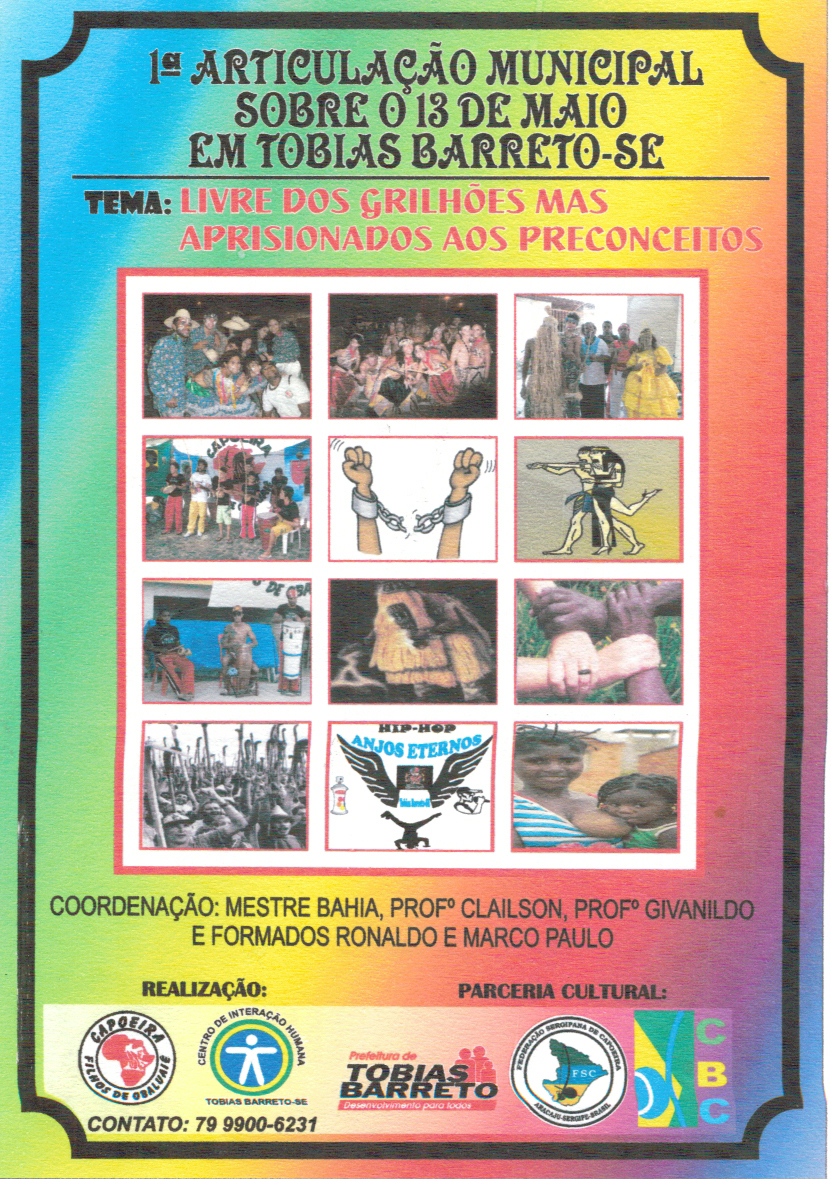 1ª ARTICULAÇÃO MUNICIPAL
SOBRE O 13 DE MAIO
EM TOBIAS BARRETO-SE
TEMA: LIVRE DOS GRILHÕES MAS
APRISIONADOS AOS PRECONCEITOS
CAPOEIRA
HIP-HOP
ANJOS ETERNOS
COORDENAÇÃO: MESTRE BAHIA, PROFº CLAILSON, PROFº GIVANILDO
E FORMADOS RONALDO E MARCO PAULO
REALIZAÇÃO:
PARCERIA CULTURAL:
CAPOEIRA
FILHOS DE OBALUAIÊ
CENTRO DE INTERAÇÃO HUMANA
TOBIAS BARRETO-SE
Prefeitura de
TOBIAS
BARRETO
Desenvolvimento para todos
FEDERAÇÃO SERGIPANA DE CAPOEIRA
FSC
ARACAJU-SERGIPE-BRASIL
C
B
C
CONTATO: 79 9900-6231